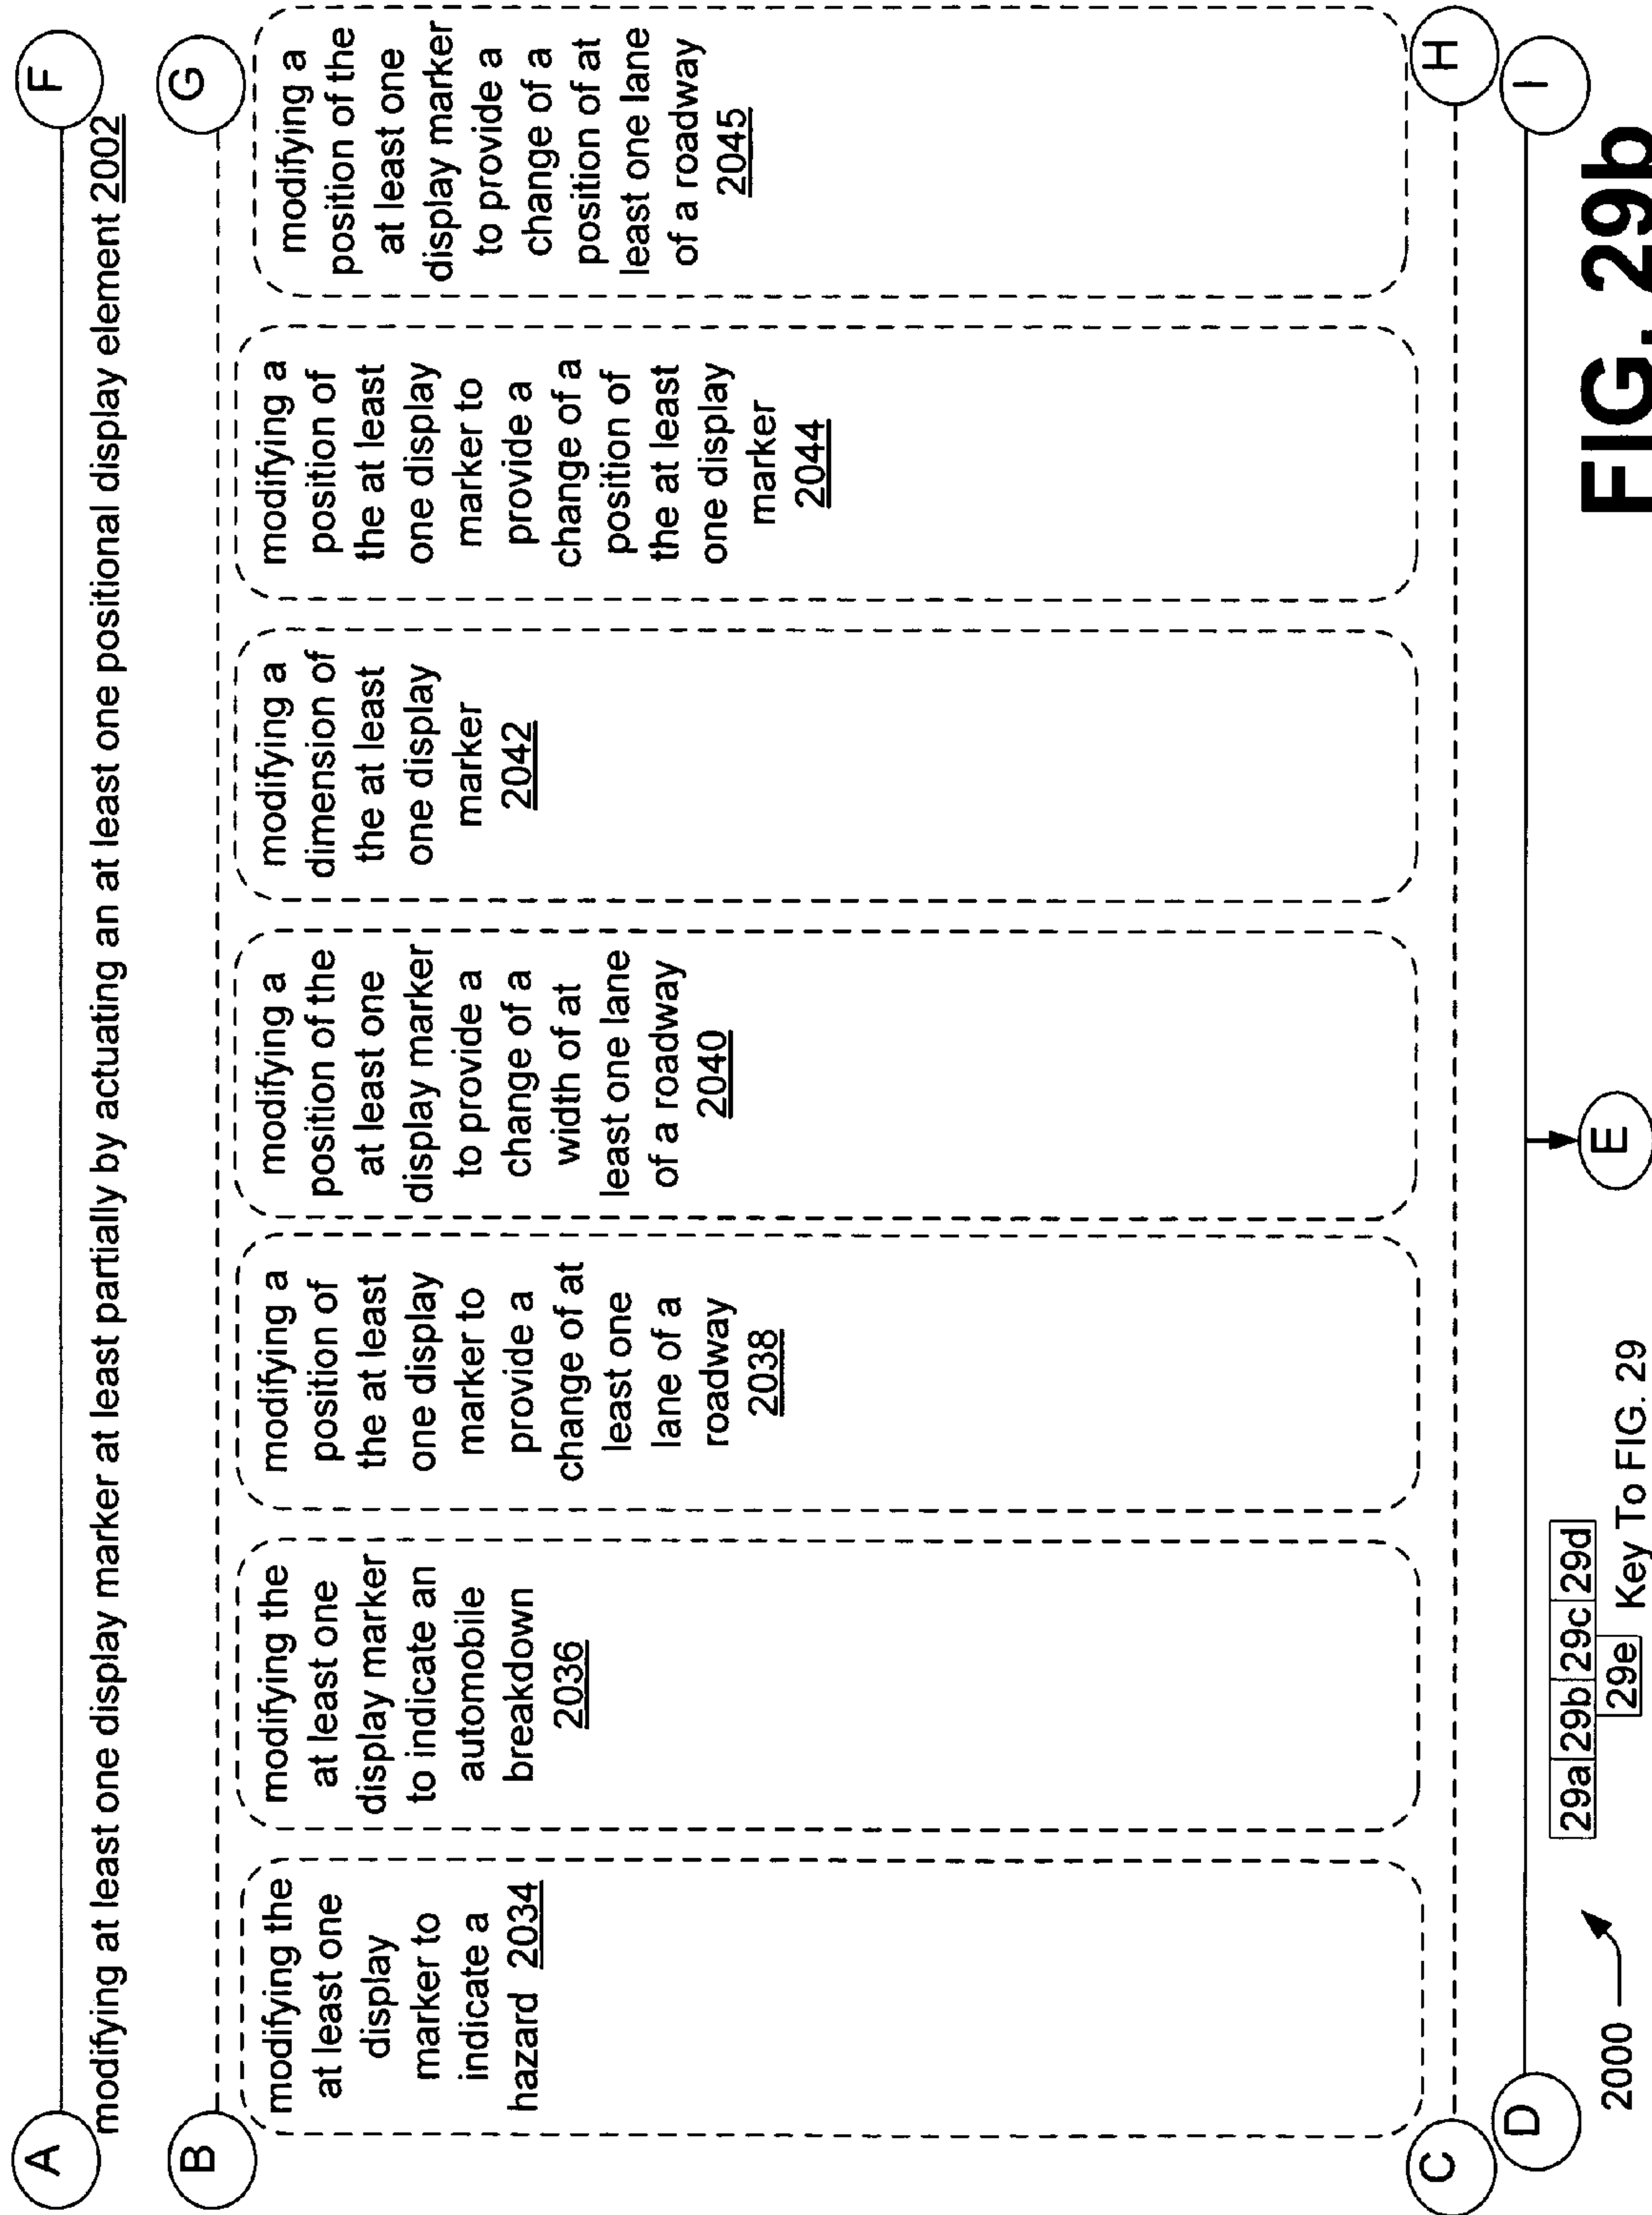 A
F
modifying at least one display marker at least partially by actuating an at least one positional display element 2002
B
G
modifying the
at least one
display
marker to
indicate a
hazard 2034
modifying the
at least one
display marker
to indicate an
automobile
breakdown
2036
modifying a
position of
the at least
one display
marker to
provide a
change of at
least one
lane of a
roadway
2038
modifying a
position of the
at least one
display marker
to provide a
change of a
width of at
least one lane
of a roadway
2040
modifying a
dimension of
the at least
one display
marker
2042
modifying a
position of
the at least
one display
marker to
provide a
change of a
position of
the at least
one display
marker
2044
modifying a
position of the
at least one
display marker
to provide a
change of a
position of at
least one lane
of a roadway
2045
C
H
D
I
E
2000
29a 29b 29c 29d
29e
Key To FIG. 29
FIG. 29b